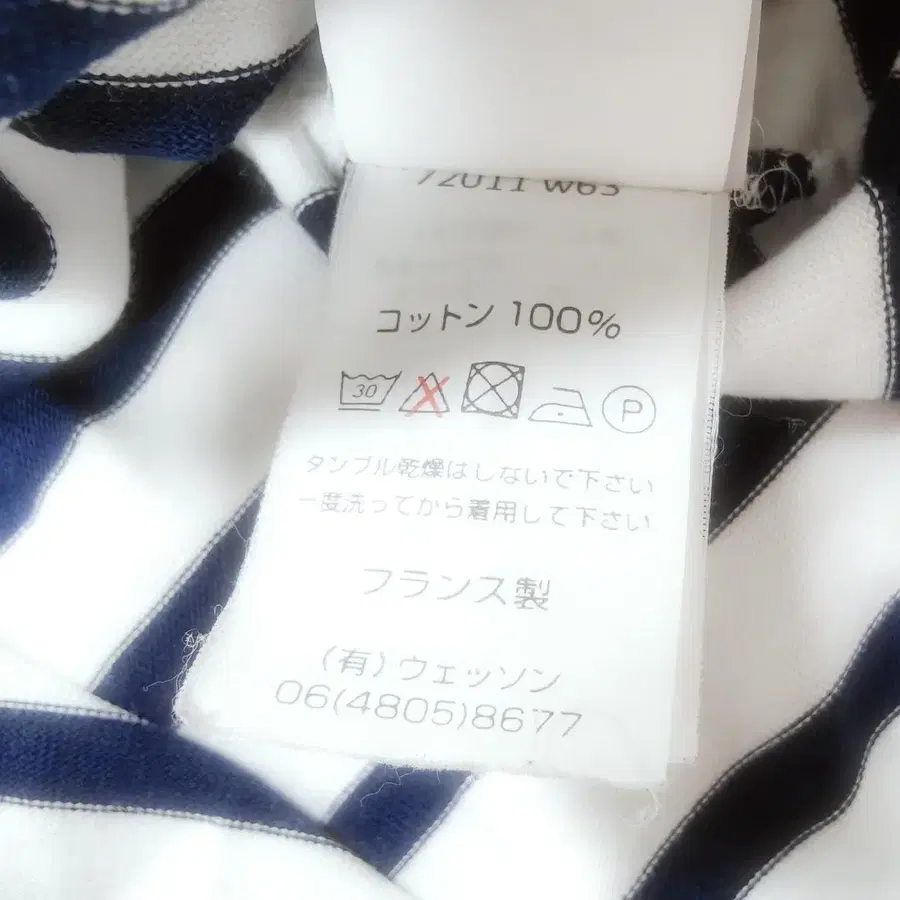 72011 W63
コットン 100%
30 P
タンブル乾燥はしないで下さい
一度洗ってから着用して下さい
フランス製
(有) ウェッソン
06(4805)8677